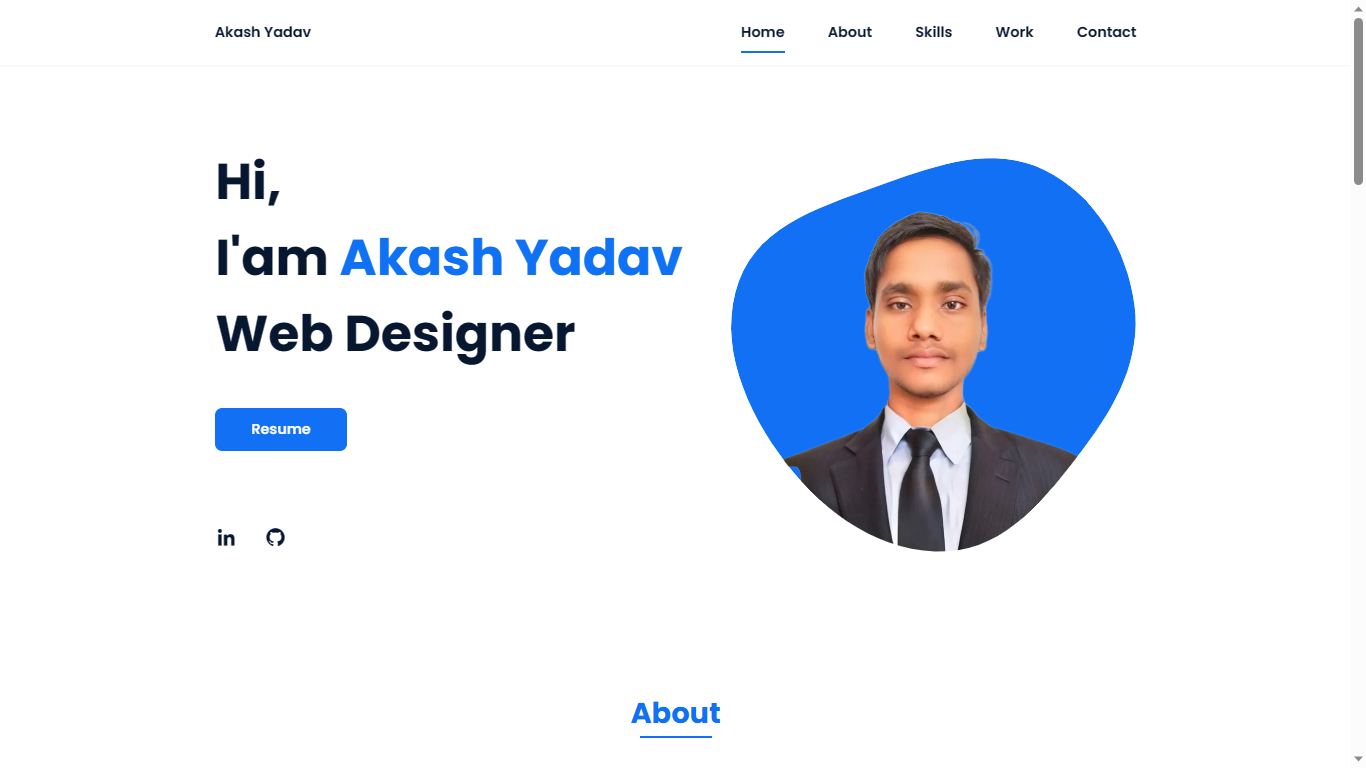 Akash Yadav
Home About Skills Work Contact
Hi,
I'am Akash Yadav
Web Designer
Resume
in
About